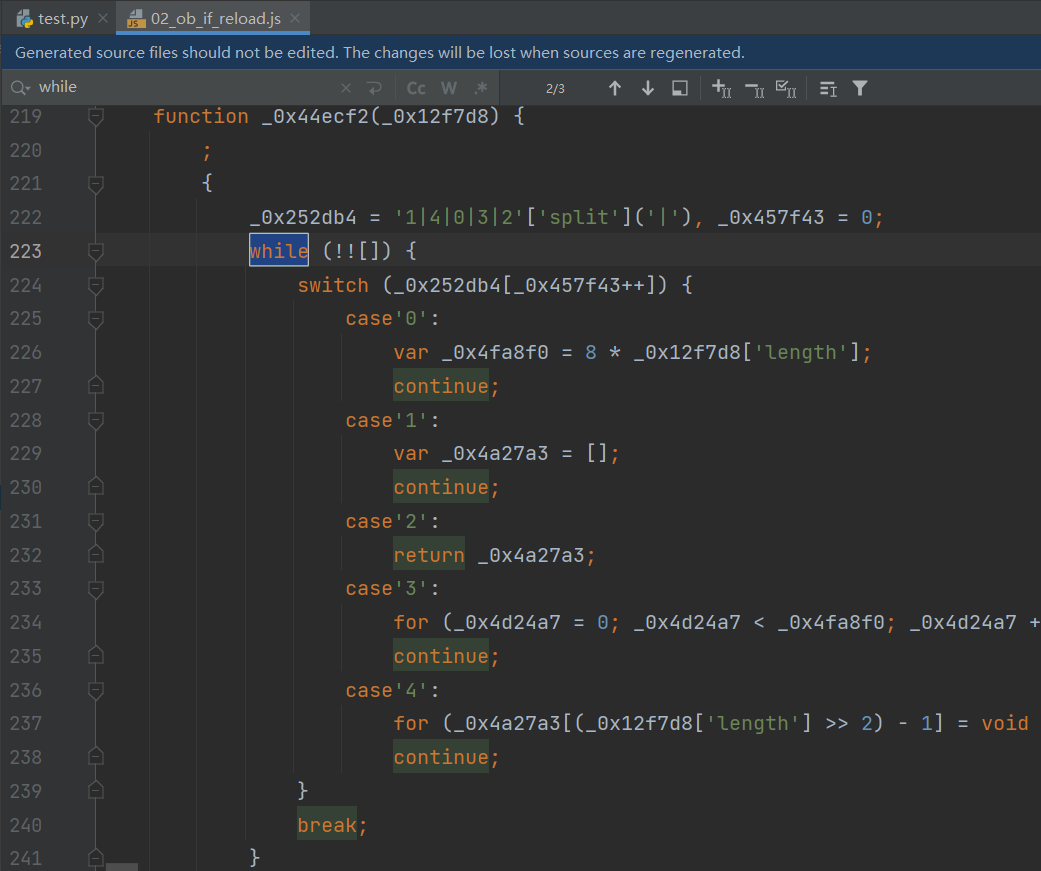 test.py
02_ob_if_reload.js
Generated source files should not be edited. The changes will be lost when sources are regenerated.
while
Cc W .* 2/3
219 function _0x44ecf2(_0x12f7d8) {
220 ;
221 {
222 _0x252db4 = '1|4|0|3|2'['split']('|'), _0x457f43 = 0;
223 while (!![]) {
224 switch (_0x252db4[_0x457f43++]) {
225 case'0':
226 var _0x4fa8f0 = 8 * _0x12f7d8['length'];
227 continue;
228 case'1':
229 var _0x4a27a3 = [];
230 continue;
231 case'2':
232 return _0x4a27a3;
233 case'3':
234 for (_0x4d24a7 = 0; _0x4d24a7 < _0x4fa8f0; _0x4d24a7 +
235 continue;
236 case'4':
237 for (_0x4a27a3[(_0x12f7d8['length'] >> 2) - 1] = void
238 continue;
239 }
240 break;
241 }